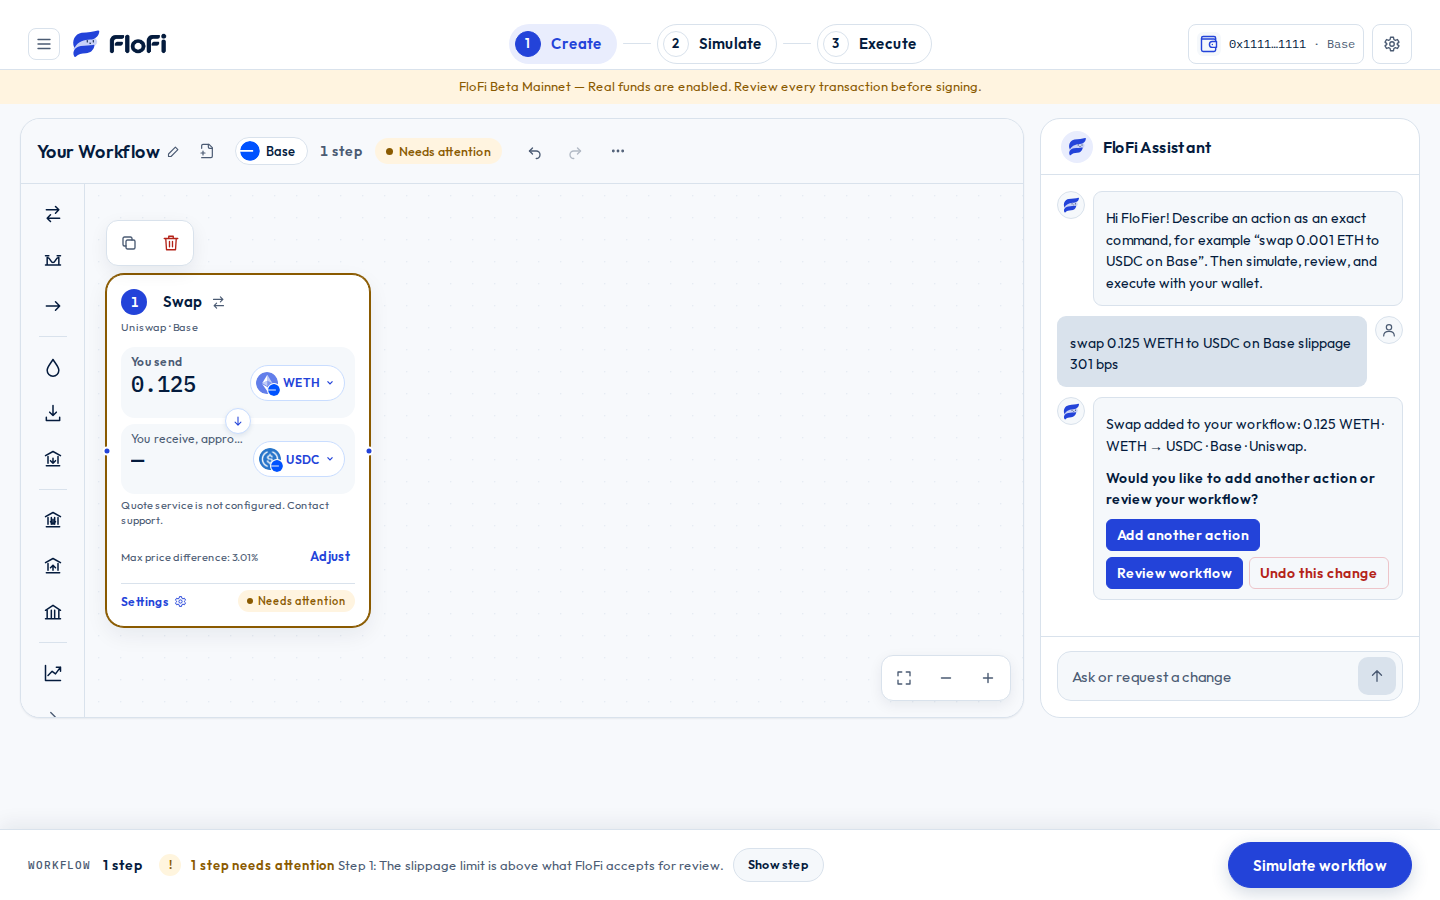 FloFi
1 Create
2 Simulate
3 Execute
0x1111…1111 · Base
FloFi Beta Mainnet — Real funds are enabled. Review every transaction before signing.
Your Workflow
Base
1 step
Needs attention
1 Swap
Uniswap · Base
You send
0.125
WETH
You receive, appro…
—
USDC
Quote service is not configured. Contact
support.
Max price difference: 3.01%
Adjust
Settings
Needs attention
FloFi Assistant
Hi FloFier! Describe an action as an exact
command, for example “swap 0.001 ETH to
USDC on Base”. Then simulate, review, and
execute with your wallet.
swap 0.125 WETH to USDC on Base slippage
301 bps
Swap added to your workflow: 0.125 WETH ·
WETH → USDC · Base · Uniswap.
Would you like to add another action or
review your workflow?
Add another action
Review workflow
Undo this change
Ask or request a change
WORKFLOW 1 step
! 1 step needs attention Step 1: The slippage limit is above what FloFi accepts for review.
Show step
Simulate workflow